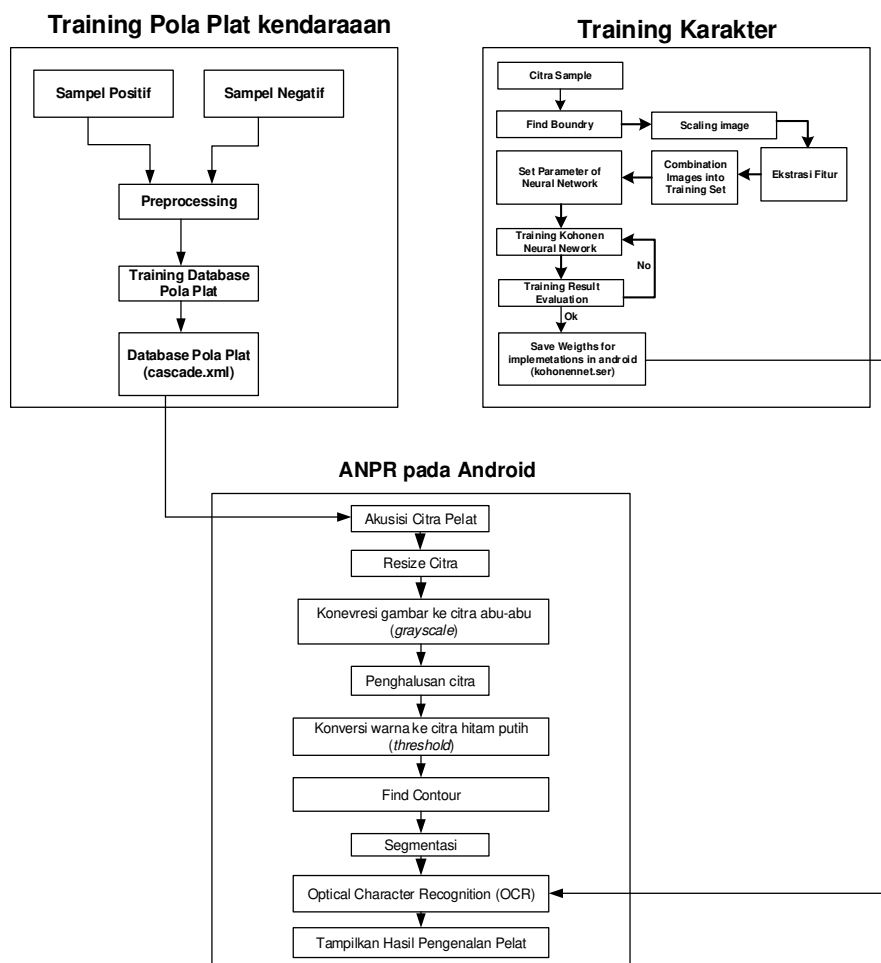 Training Pola Plat kendaraaan
Sampel Positif
Sampel Negatif
Preprocessing
Training Database
Pola Plat
Database Pola Plat
(cascade.xml)
Training Karakter
Citra Sample
Find Boundry
Scaling image
Ekstrasi Fitur
Combination
Images into
Training Set
Set Parameter of
Neural Network
Training Kohonen
Neural Nework
No
Training Result
Evaluation
Ok
Save Weigths for
implemetations in android
(kohonennet.ser)
ANPR pada Android
Akusisi Citra Pelat
Resize Citra
Konevresi gambar ke citra abu-abu
(grayscale)
Penghalusan citra
Konversi warna ke citra hitam putih
(threshold)
Find Contour
Segmentasi
Optical Character Recognition (OCR)
Tampilkan Hasil Pengenalan Pelat